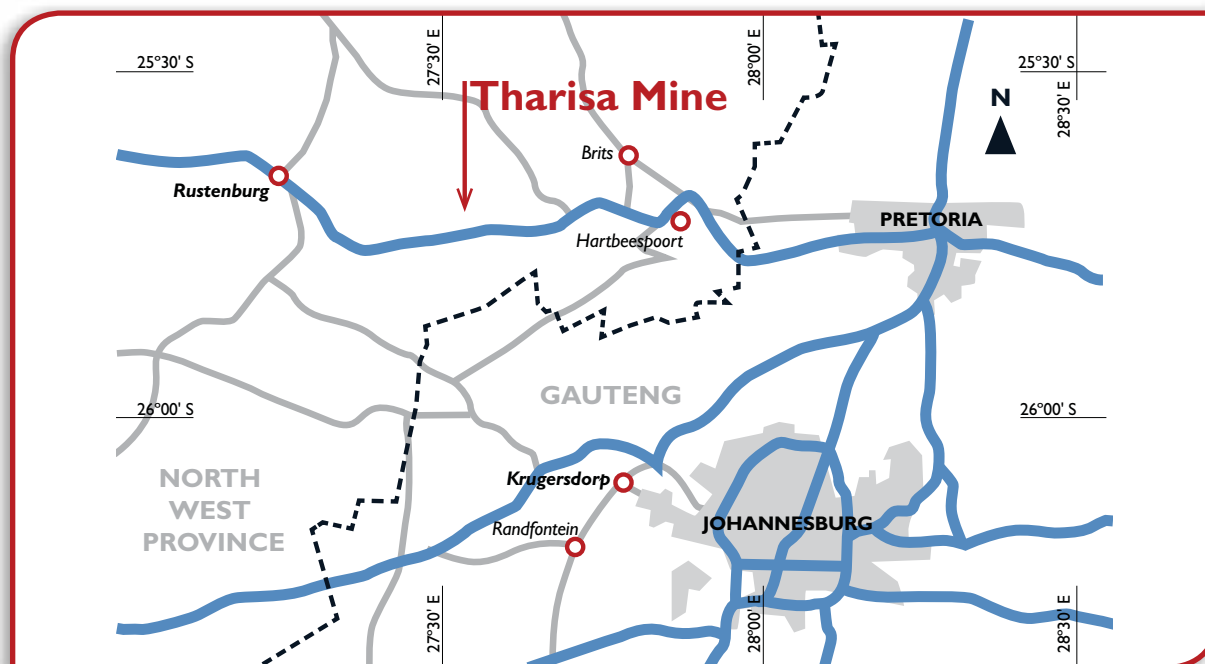 25°30' S
27°30' E
28°00' E
25°30' S
28°30' E
Tharisa Mine
N
Brits
Rustenburg
PRETORIA
Hartbeespoort
GAUTENG
26°00' S
26°00' S
NORTH
WEST
PROVINCE
Krugersdorp
JOHANNESBURG
Randfontein
27°30' E
28°00' E
28°30' E